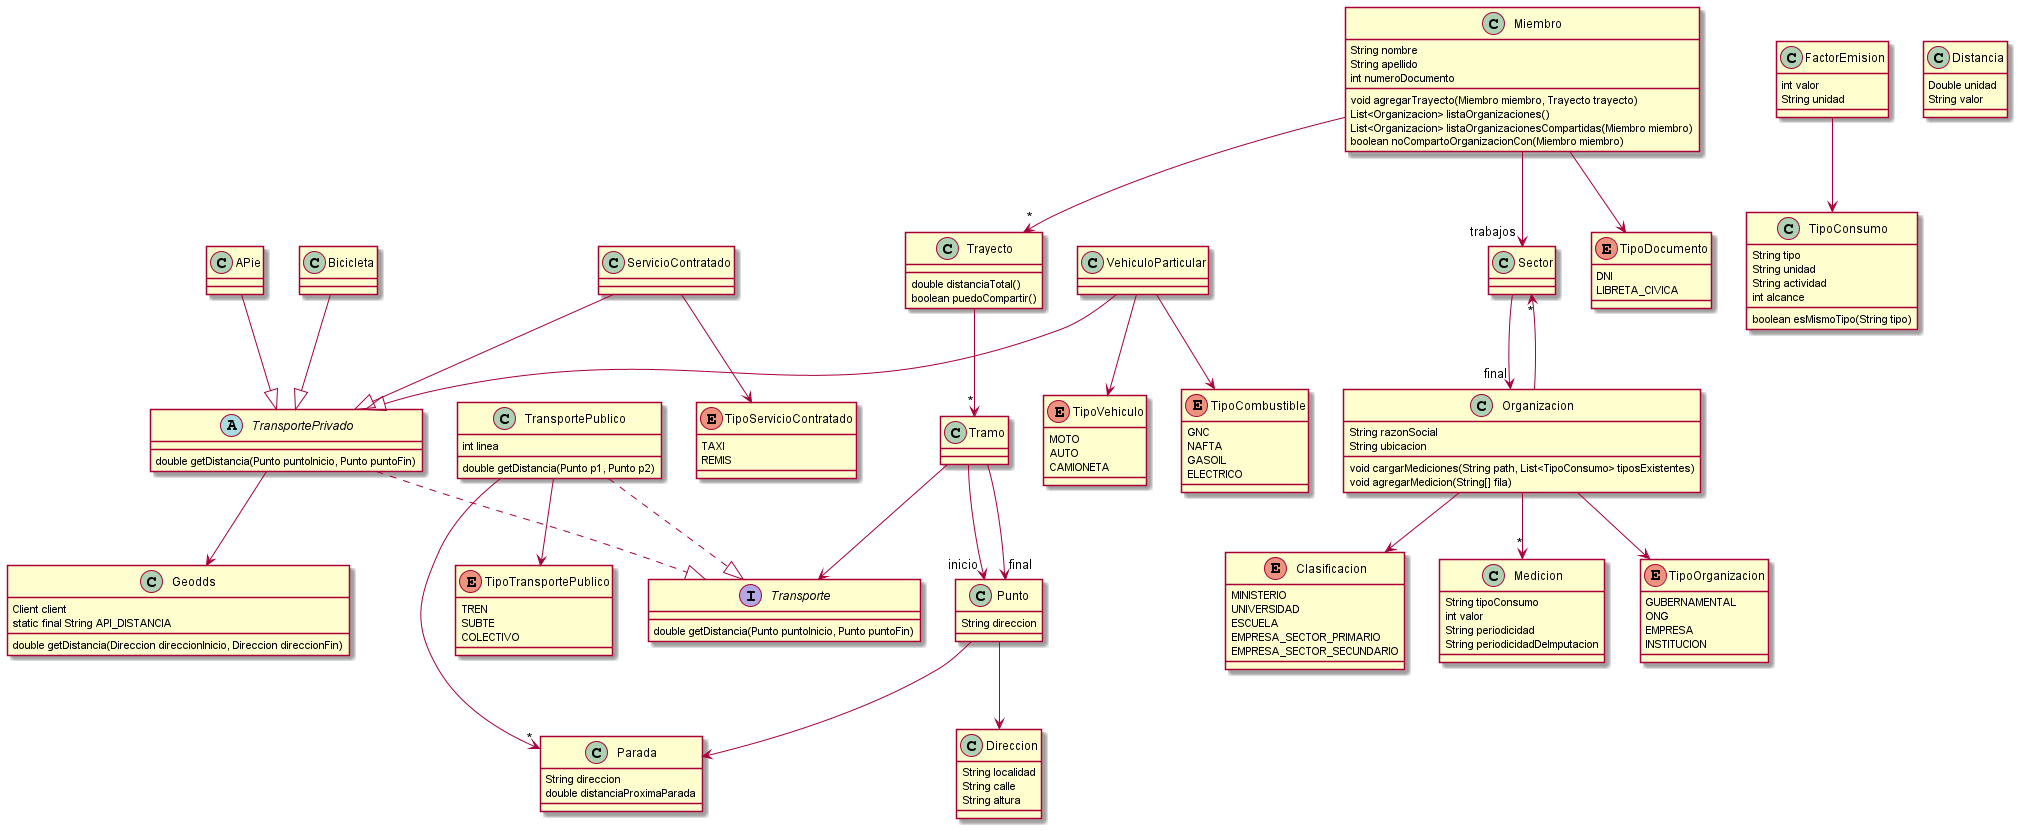 C Miembro
String nombre
String apellido
int numeroDocumento
void agregarTrayecto(Miembro miembro, Trayecto trayecto)
List<Organizacion> listaOrganizaciones()
List<Organizacion> listaOrganizacionesCompartidas(Miembro miembro)
boolean noCompartoOrganizacionCon(Miembro miembro)
C FactorEmision
int valor
String unidad
C Distancia
Double unidad
String valor
*
trabajos
C APie
C Bicicleta
C ServicioContratado
C Trayecto
double distanciaTotal()
boolean puedoCompartir()
C VehiculoParticular
C Sector
*
E TipoDocumento
DNI
LIBRETA_CIVICA
C TipoConsumo
String tipo
String unidad
String actividad
int alcance
boolean esMismoTipo(String tipo)
final
*
A TransportePrivado
double getDistancia(Punto puntoInicio, Punto puntoFin)
C TransportePublico
int linea
double getDistancia(Punto p1, Punto p2)
E TipoServicioContratado
TAXI
REMIS
C Tramo
E TipoVehiculo
MOTO
AUTO
CAMIONETA
E TipoCombustible
GNC
NAFTA
GASOIL
ELECTRICO
C Organizacion
String razonSocial
String ubicacion
void cargarMediciones(String path, List<TipoConsumo> tiposExistentes)
void agregarMedicion(String[] fila)
inicio
final
*
C Geodds
Client client
static final String API_DISTANCIA
double getDistancia(Direccion direccionInicio, Direccion direccionFin)
E TipoTransportePublico
TREN
SUBTE
COLECTIVO
I Transporte
double getDistancia(Punto puntoInicio, Punto puntoFin)
C Punto
String direccion
E Clasificacion
MINISTERIO
UNIVERSIDAD
ESCUELA
EMPRESA_SECTOR_PRIMARIO
EMPRESA_SECTOR_SECUNDARIO
C Medicion
String tipoConsumo
int valor
String periodicidad
String periodicidadDeImputacion
E TipoOrganizacion
GUBERNAMENTAL
ONG
EMPRESA
INSTITUCION
*
C Parada
String direccion
double distanciaProximaParada
C Direccion
String localidad
String calle
String altura